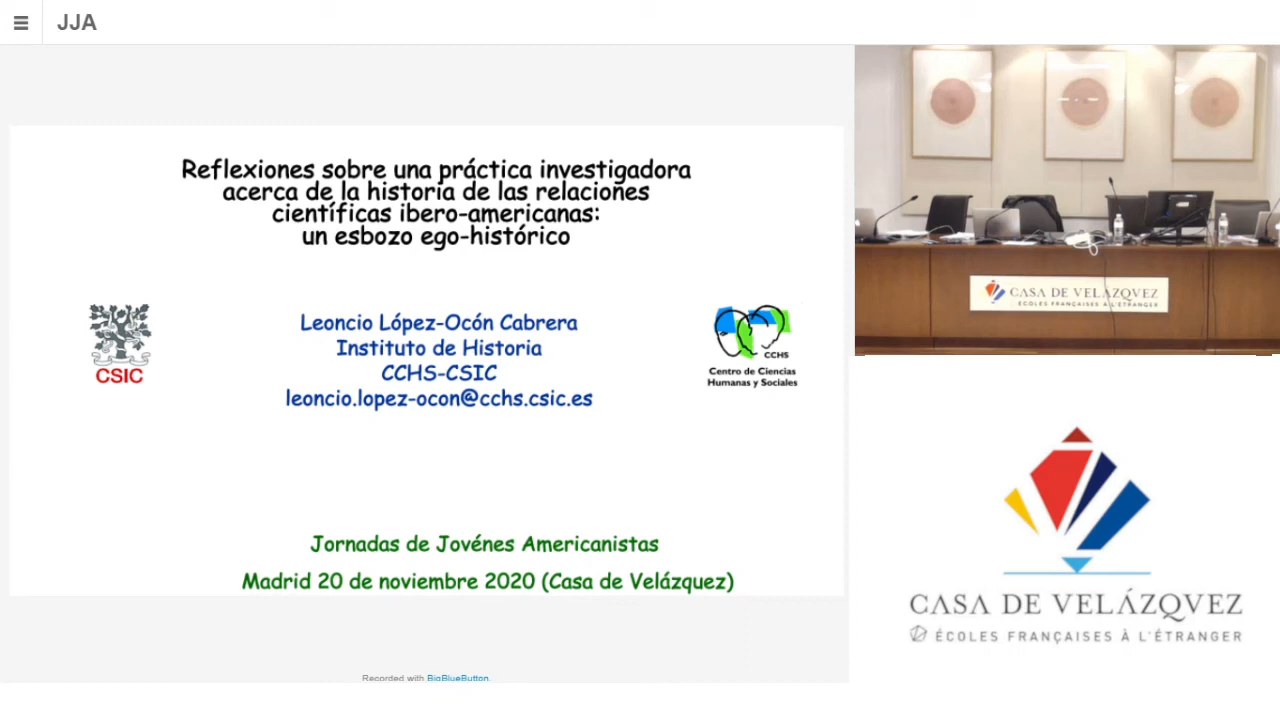 JJA
Reflexiones sobre una práctica investigadora
acerca de la historia de las relaciones
científicas ibero-americanas:
un esbozo ego-histórico
CSIC
Leoncio López-Ocón Cabrera
Instituto de Historia
CCHS-CSIC
leoncio.lopez-ocon@cchs.csic.es
CCHS
Centro de Ciencias
Humanas y Sociales
Jornadas de Jovénes Americanistas
Madrid 20 de noviembre 2020 (Casa de Velázquez)
Recorded with BigBlueButton.
CASA DE VELÁZQVEZ
ÉCOLES FRANÇAISES À L'ÉTRANGER
CASA DE VELÁZQVEZ
ÉCOLES FRANÇAISES À L'ÉTRANGER